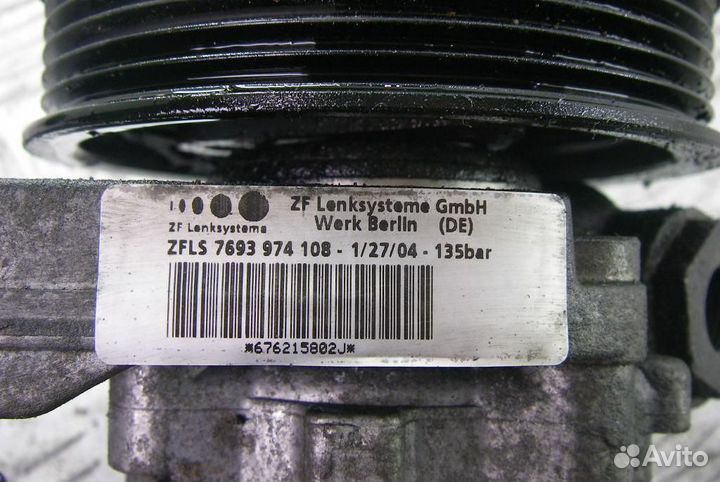 ZF Lenksysteme GmbH
ZF Lenksysteme
Werk Berlin (DE)
ZFLS 7693 974 108 - 1/27/04 - 135bar
*676215802J*
Avito